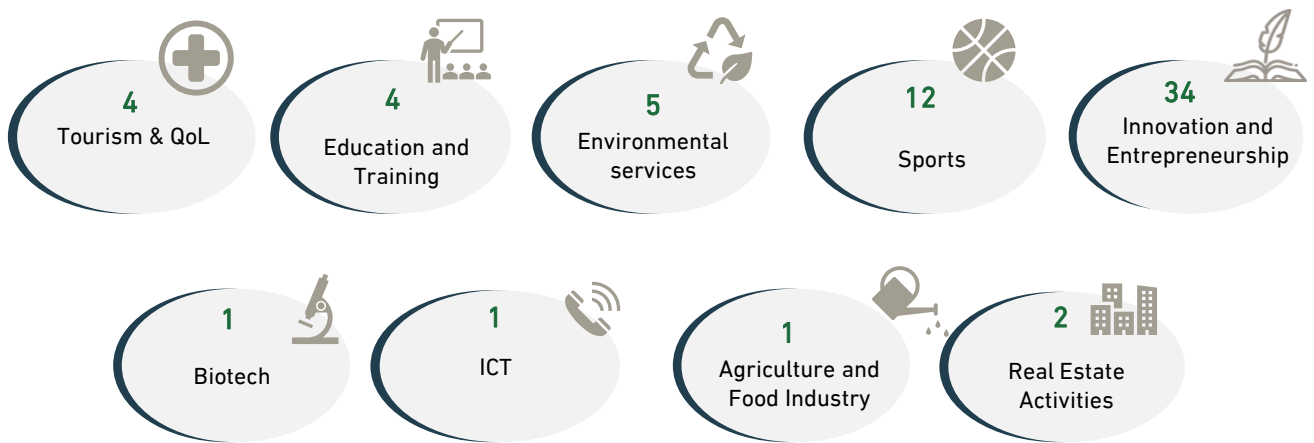 4
Tourism & QoL
4
Education and
Training
5
Environmental
services
12
Sports
34
Innovation and
Entrepreneurship
1
Biotech
1
ICT
1
Agriculture and
Food Industry
2
Real Estate
Activities